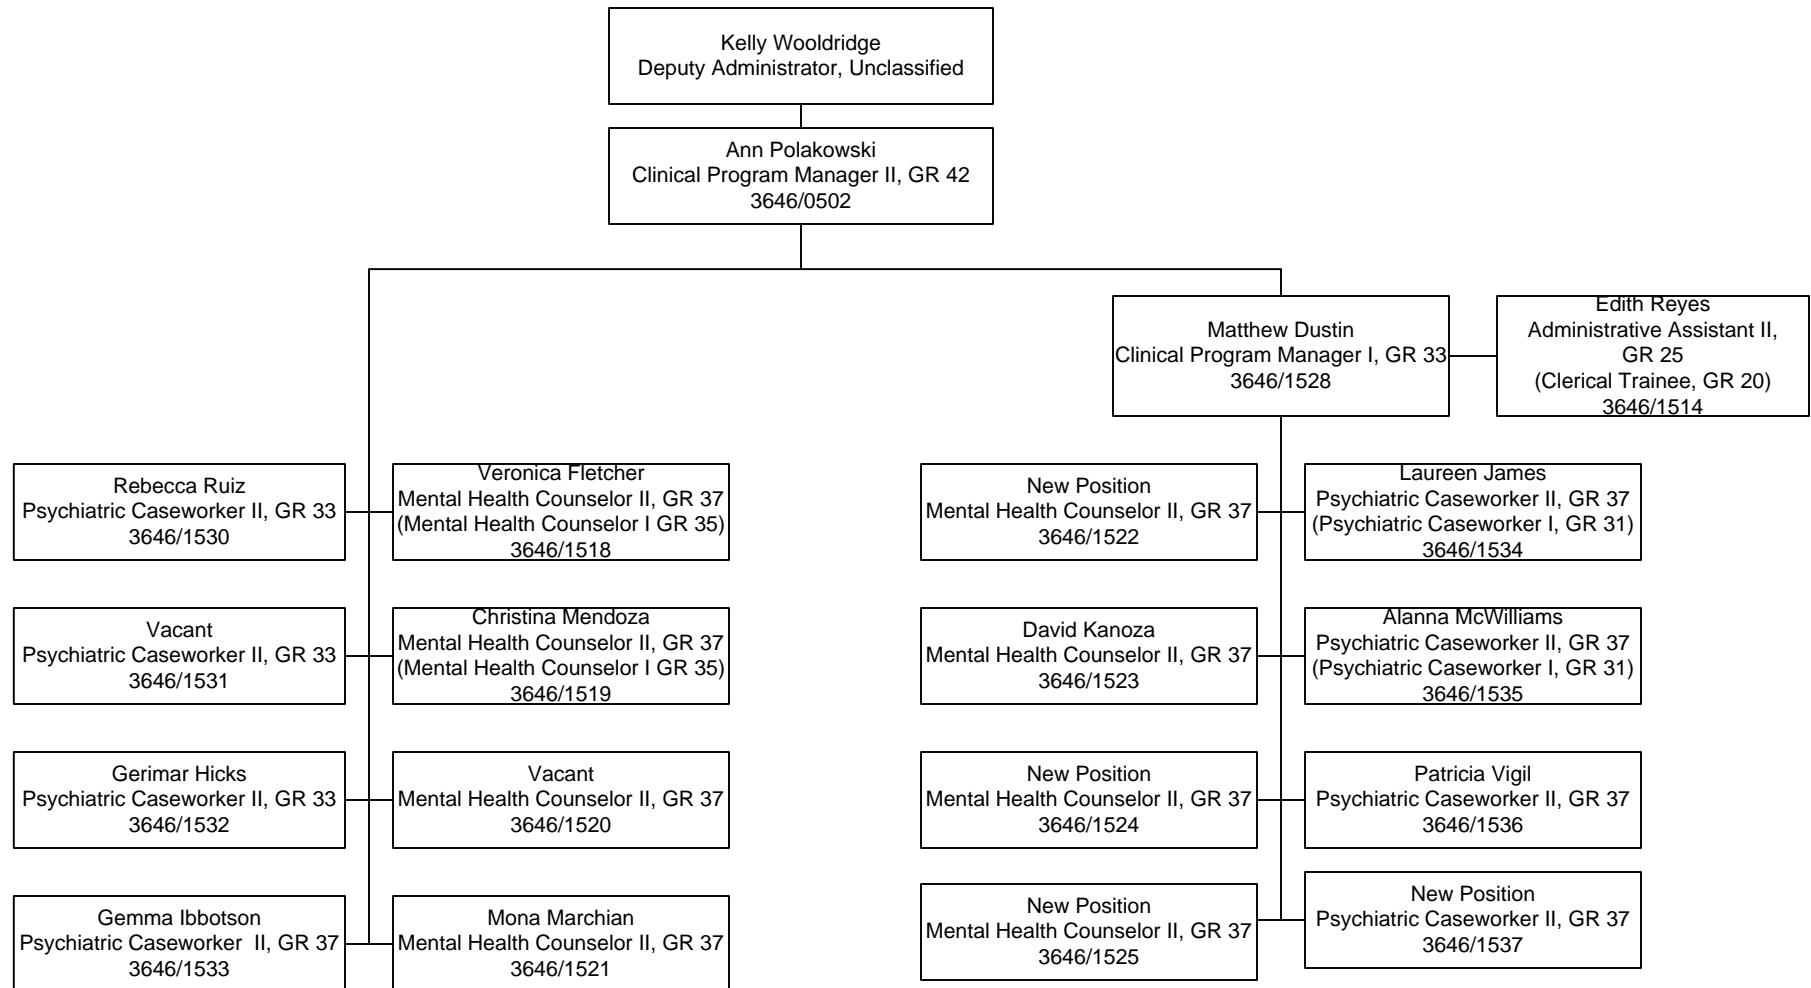 Kelly Wooldridge
Deputy Administrator, Unclassified
Ann Polakowski
Clinical Program Manager II, GR 42
3646/0502
Matthew Dustin
Clinical Program Manager I, GR 33
3646/1528
Edith Reyes
Administrative Assistant II,
GR 25
(Clerical Trainee, GR 20)
3646/1514
Rebecca Ruiz
Psychiatric Caseworker II, GR 33
3646/1530
Veronica Fletcher
Mental Health Counselor II, GR 37
(Mental Health Counselor I GR 35)
3646/1518
New Position
Mental Health Counselor II, GR 37
3646/1522
Laureen James
Psychiatric Caseworker II, GR 37
(Psychiatric Caseworker I, GR 31)
3646/1534
Vacant
Psychiatric Caseworker II, GR 33
3646/1531
Christina Mendoza
Mental Health Counselor II, GR 37
(Mental Health Counselor I GR 35)
3646/1519
David Kanoza
Mental Health Counselor II, GR 37
3646/1523
Alanna McWilliams
Psychiatric Caseworker II, GR 37
(Psychiatric Caseworker I, GR 31)
3646/1535
Gerimar Hicks
Psychiatric Caseworker II, GR 33
3646/1532
Vacant
Mental Health Counselor II, GR 37
3646/1520
New Position
Mental Health Counselor II, GR 37
3646/1524
Patricia Vigil
Psychiatric Caseworker II, GR 37
3646/1536
Gemma Ibbotson
Psychiatric Caseworker  II, GR 37
3646/1533
Mona Marchian
Mental Health Counselor II, GR 37
3646/1521
New Position
Mental Health Counselor II, GR 37
3646/1525
New Position
Psychiatric Caseworker II, GR 37
3646/1537